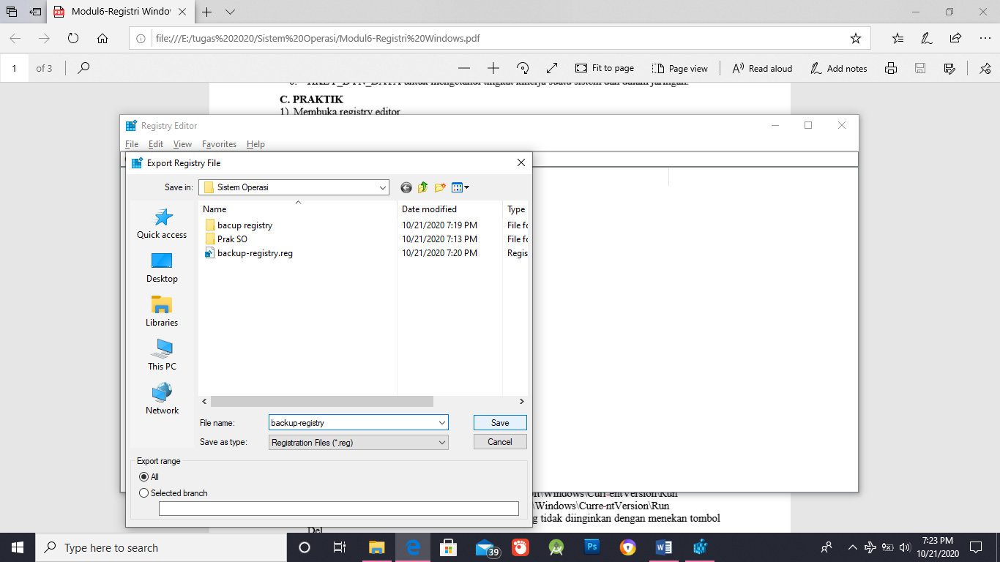 Modul6-Registri Windov
file:///E:/tugas%202020/Sistem%20Operasi/Modul6-Registri%20Windows.pdf
1 of 3
Fit to page
Page view
Read aloud
Add notes
6. HKEY_DYN_DATA untuk mengetahui tingkat kinerja suatu sistem dan dalam jaringan.
C. PRAKTIK
1) Membuka registry editor
Registry Editor
File Edit View Favorites Help
Export Registry File
Save in: Sistem Operasi
Name Date modified Type
bacup registry 10/21/2020 7:19 PM File fc
Prak SO 10/21/2020 7:13 PM File fc
backup-registry.reg 10/21/2020 7:20 PM Regis
Quick access
Desktop
Libraries
This PC
Network
File name: backup-registry Save
Save as type: Registration Files (*.reg) Cancel
Export range
All
Selected branch
\Windows\Curr-entVersion\Run
\Windows\Curre-ntVersion\Run
g tidak diinginkan dengan menekan tombol
Del
Type here to search
39
Ps
7:23 PM
10/21/2020